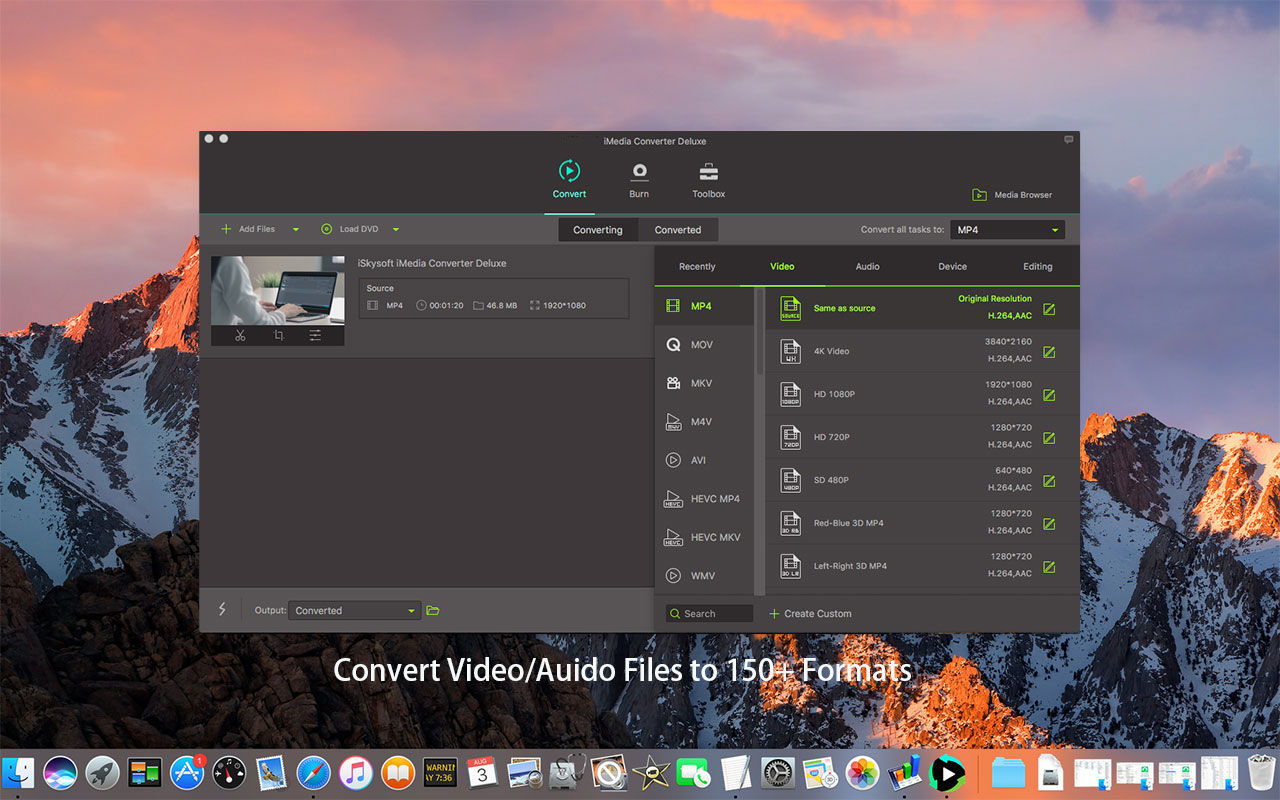 iMedia Converter Deluxe
Convert
Burn
Toolbox
Media Browser
Add Files
Load DVD
Converting
Converted
Convert all tasks to:
MP4
iSkysoft iMedia Converter Deluxe
Source
MP4
00:01:20
46.8 MB
1920*1080
Recently
Video
Audio
Device
Editing
MP4
MOV
MKV
M4V
AVI
HEVC MP4
HEVC MKV
WMV
Same as source
Original Resolution
H.264,AAC
4K Video
3840*2160
H.264,AAC
HD 1080P
1920*1080
H.264,AAC
HD 720P
1280*720
H.264,AAC
SD 480P
640*480
H.264,AAC
Red-Blue 3D MP4
1280*720
H.264,AAC
Left-Right 3D MP4
1280*720
H.264,AAC
Output:
Converted
Search
Create Custom
Convert Video/Auido Files to 150+ Formats
1
WARNIN
AY 7:36
AUG
3